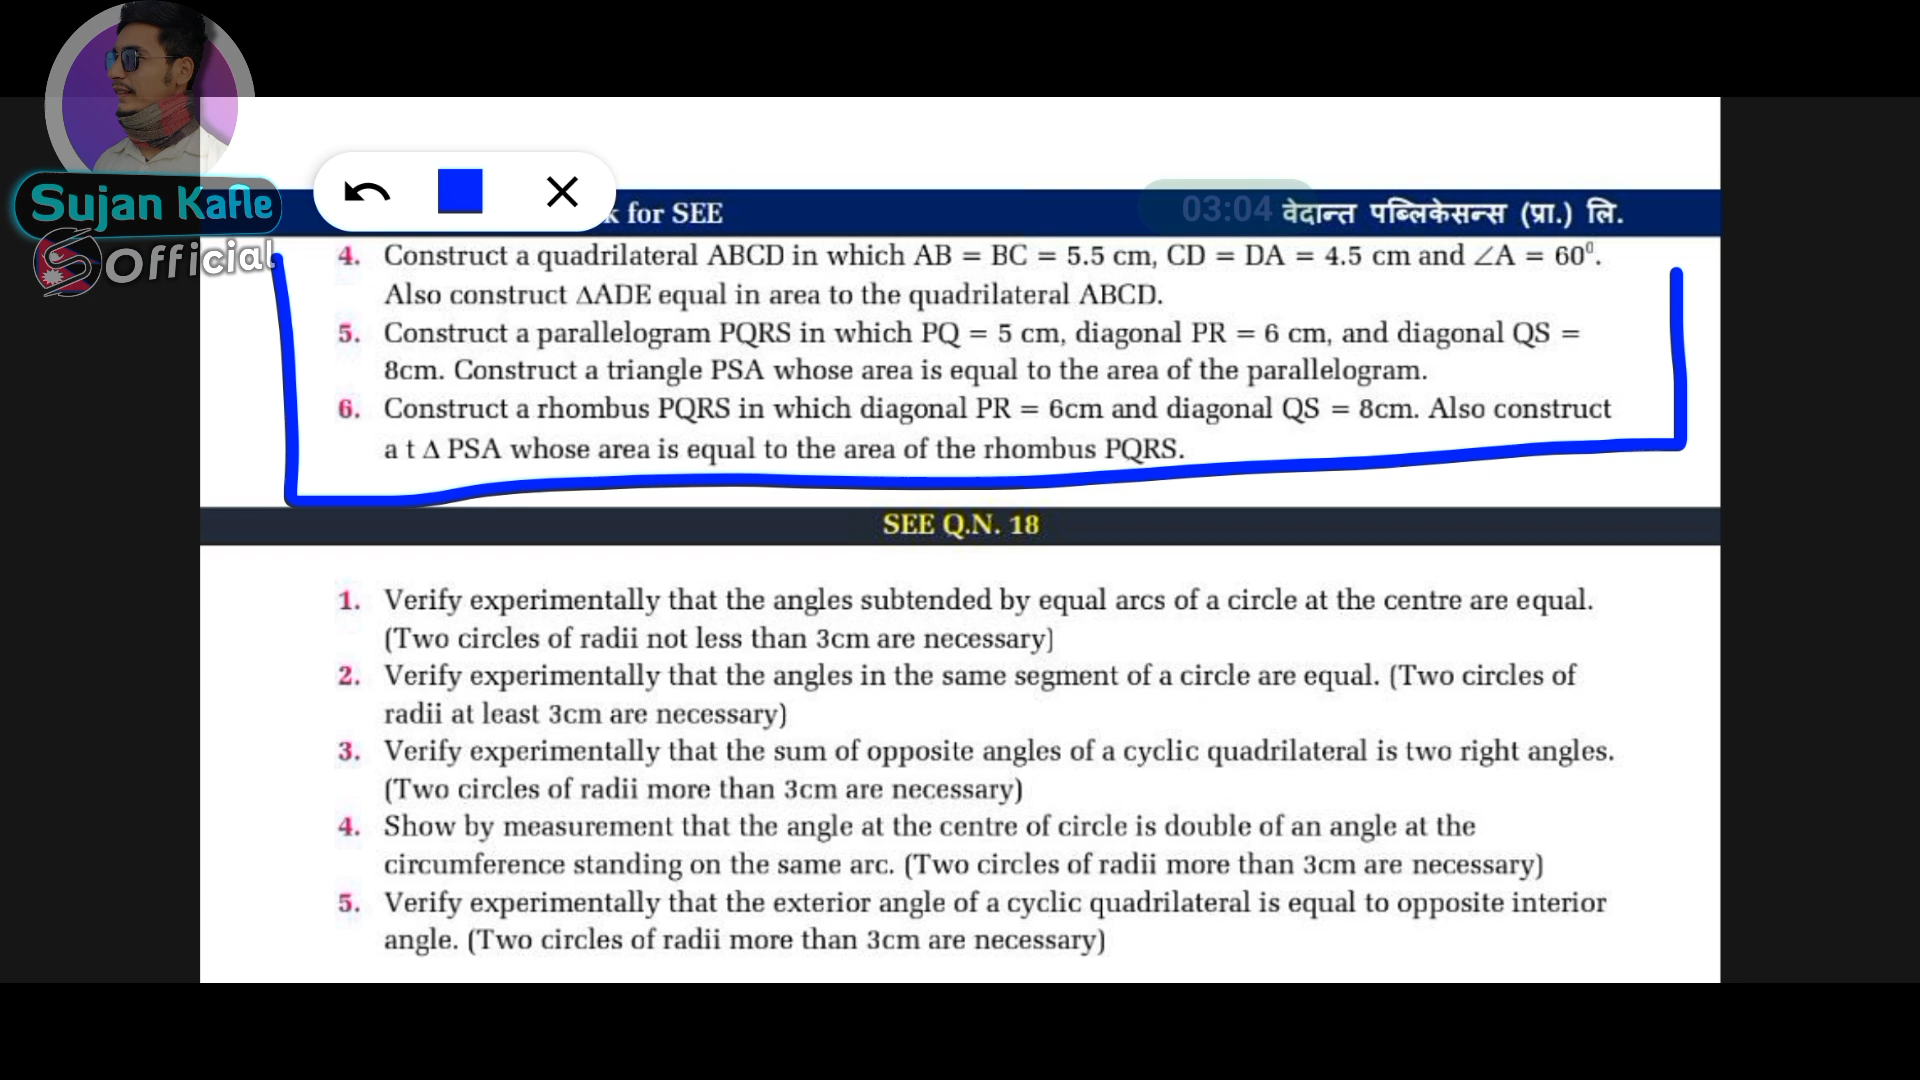 Sujan Kafle
Official
k for SEE
03:04
वेदान्त पब्लिकेसन्स (प्रा.) लि.
4. Construct a quadrilateral ABCD in which AB = BC = 5.5 cm, CD = DA = 4.5 cm and ∠A = 60⁰.
Also construct ∆ADE equal in area to the quadrilateral ABCD.
5. Construct a parallelogram PQRS in which PQ = 5 cm, diagonal PR = 6 cm, and diagonal QS =
8cm. Construct a triangle PSA whose area is equal to the area of the parallelogram.
6. Construct a rhombus PQRS in which diagonal PR = 6cm and diagonal QS = 8cm. Also construct
a t ∆ PSA whose area is equal to the area of the rhombus PQRS.
SEE Q.N. 18
1. Verify experimentally that the angles subtended by equal arcs of a circle at the centre are equal.
(Two circles of radii not less than 3cm are necessary)
2. Verify experimentally that the angles in the same segment of a circle are equal. (Two circles of
radii at least 3cm are necessary)
3. Verify experimentally that the sum of opposite angles of a cyclic quadrilateral is two right angles.
(Two circles of radii more than 3cm are necessary)
4. Show by measurement that the angle at the centre of circle is double of an angle at the
circumference standing on the same arc. (Two circles of radii more than 3cm are necessary)
5. Verify experimentally that the exterior angle of a cyclic quadrilateral is equal to opposite interior
angle. (Two circles of radii more than 3cm are necessary)